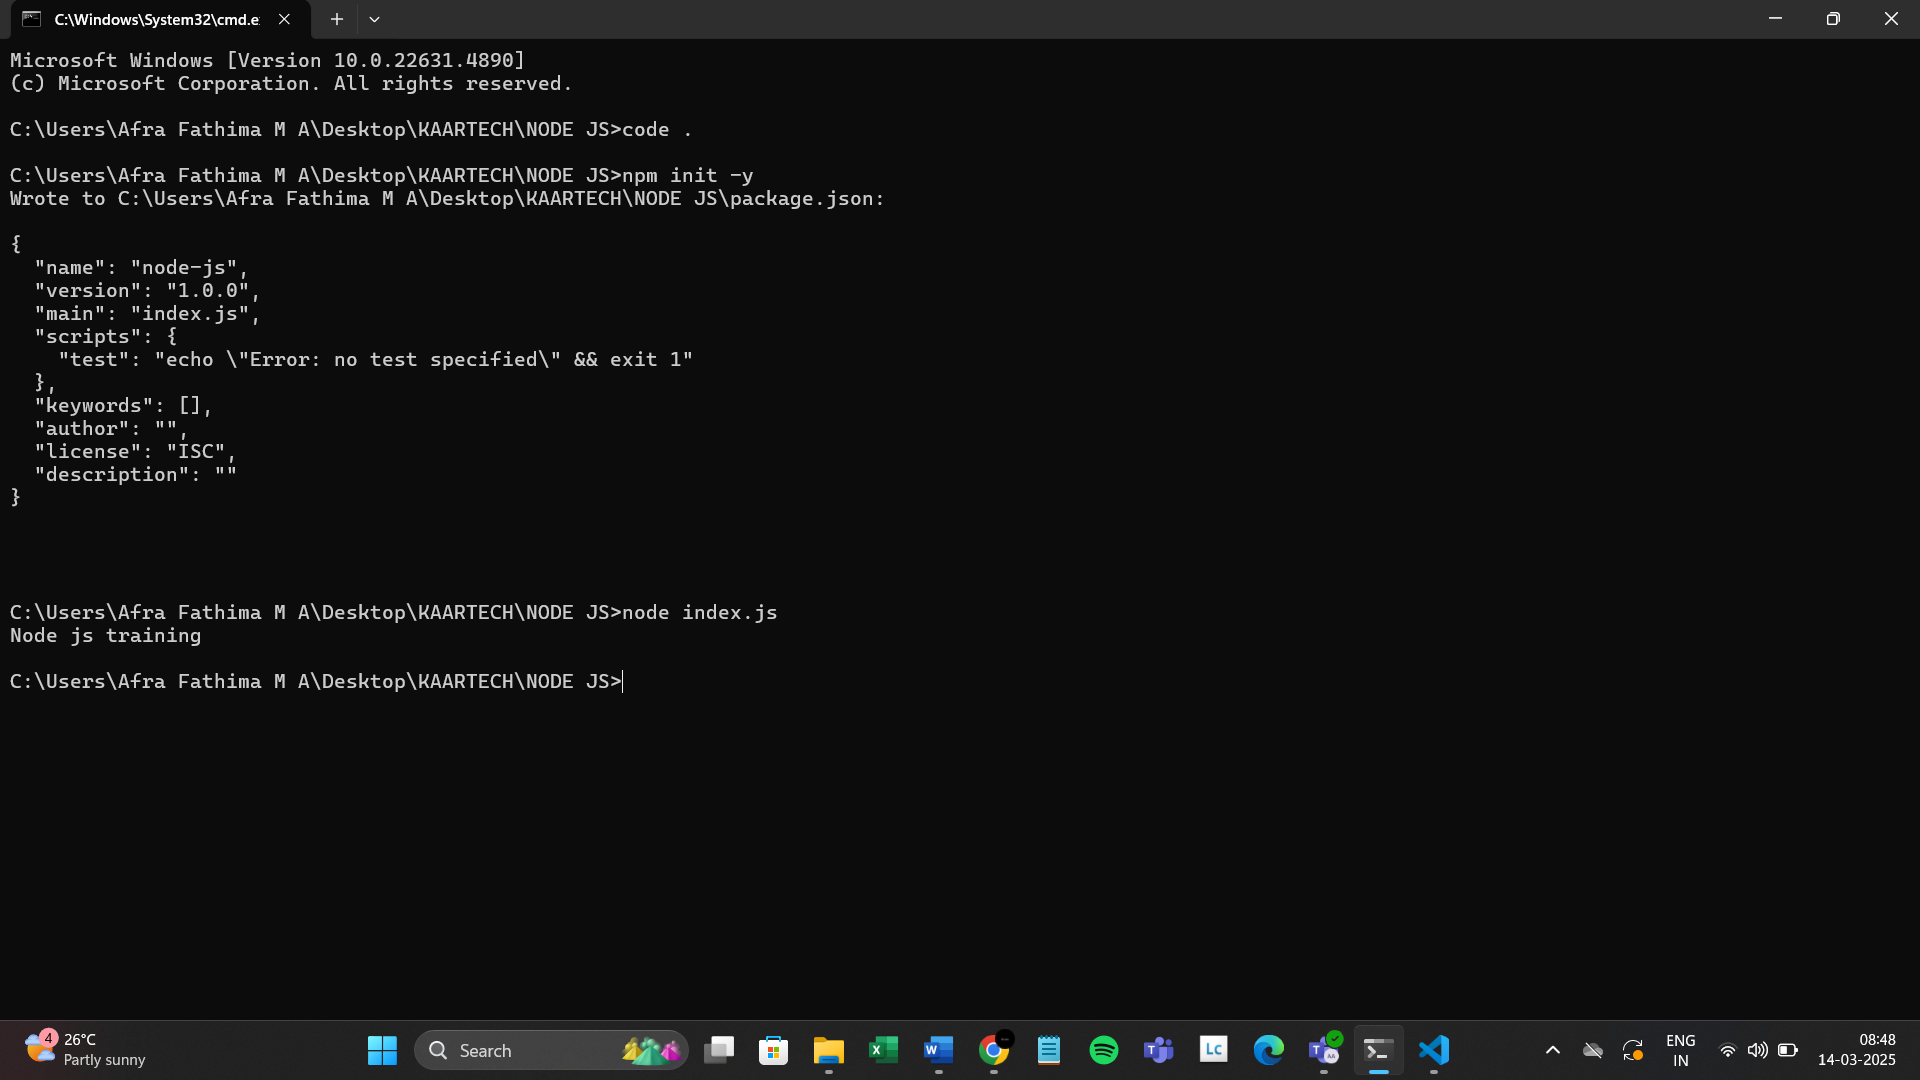 C:\Windows\System32\cmd.e
Microsoft Windows [Version 10.0.22631.4890]
(c) Microsoft Corporation. All rights reserved.
C:\Users\Afra Fathima M A\Desktop\KAARTECH\NODE JS>code .
C:\Users\Afra Fathima M A\Desktop\KAARTECH\NODE JS>npm init -y
Wrote to C:\Users\Afra Fathima M A\Desktop\KAARTECH\NODE JS\package.json:
{
  "name": "node-js",
  "version": "1.0.0",
  "main": "index.js",
  "scripts": {
    "test": "echo \"Error: no test specified\" && exit 1"
  },
  "keywords": [],
  "author": "",
  "license": "ISC",
  "description": ""
}
C:\Users\Afra Fathima M A\Desktop\KAARTECH\NODE JS>node index.js
Node js training
C:\Users\Afra Fathima M A\Desktop\KAARTECH\NODE JS>
4
26°C
Partly sunny
Search
X
W
T
LC
T
AA
ENG
IN
08:48
14-03-2025